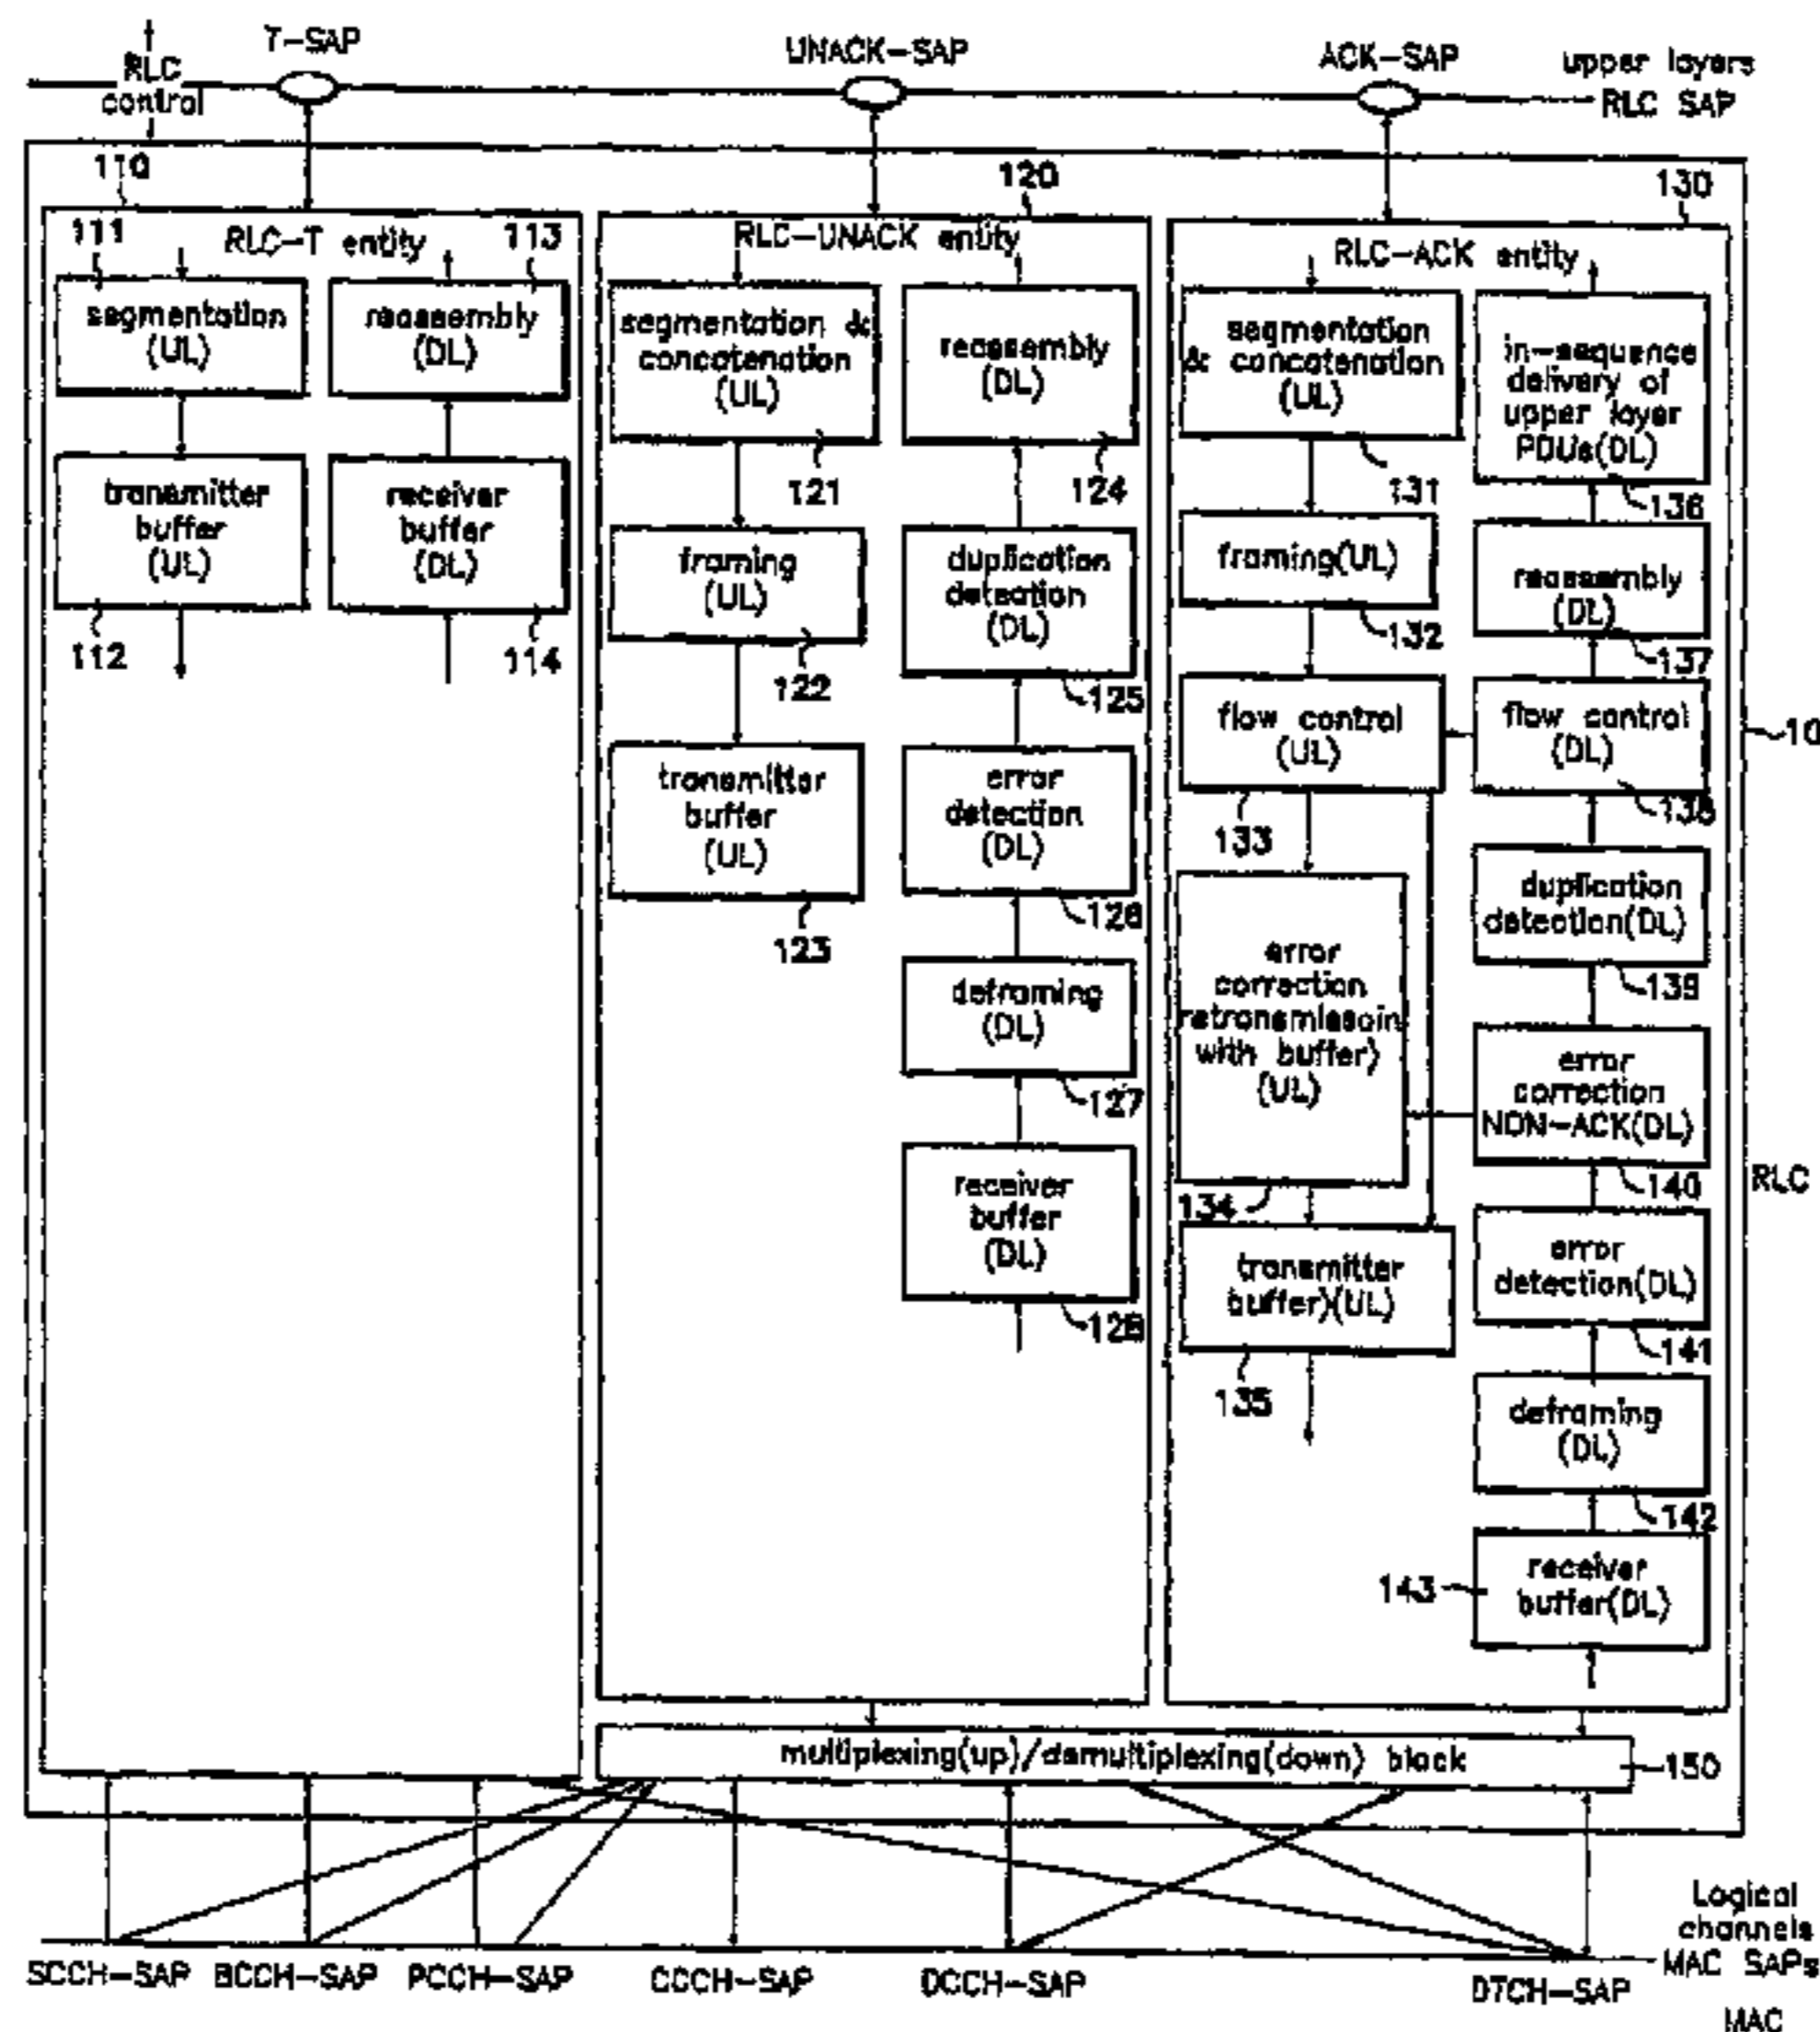 T-SAP
UNACK-SAP
ACK-SAP
upper layers
RLC
control
RLC SAP
110
120
130
111
RLC-T entity
113
RLC-UNACK entity
RLC-ACK entity
segmentation
(UL)
reassembly
(DL)
segmentation &
concatenation
(UL)
reassembly
(DL)
segmentation
& concatenation
(UL)
in-sequence
delivery of
upper layer
PDUs(DL)
121
124
131
136
transmitter
buffer
(UL)
receiver
buffer
(DL)
framing
(UL)
duplication
detection
(DL)
framing(UL)
reassembly
(DL)
112
114
122
125
132
137
transmitter
buffer
(UL)
error
detection
(DL)
flow control
(UL)
flow control
(DL)
10
133
138
123
126
duplication
detection(DL)
139
deframing
(DL)
127
error
correction
retransmissoin
with buffer)
(UL)
error
correction
NON-ACK(DL)
134
140
RLC
receiver
buffer
(DL)
128
transmitter
buffer)(UL)
135
error
detection(DL)
141
deframing
(DL)
142
143
receiver
buffer(DL)
multiplexing(up)/demultiplexing(down) block
150
Logical
channels
MAC SAPs
SCCH-SAP
BCCH-SAP
PCCH-SAP
CCCH-SAP
DCCH-SAP
DTCH-SAP
MAC